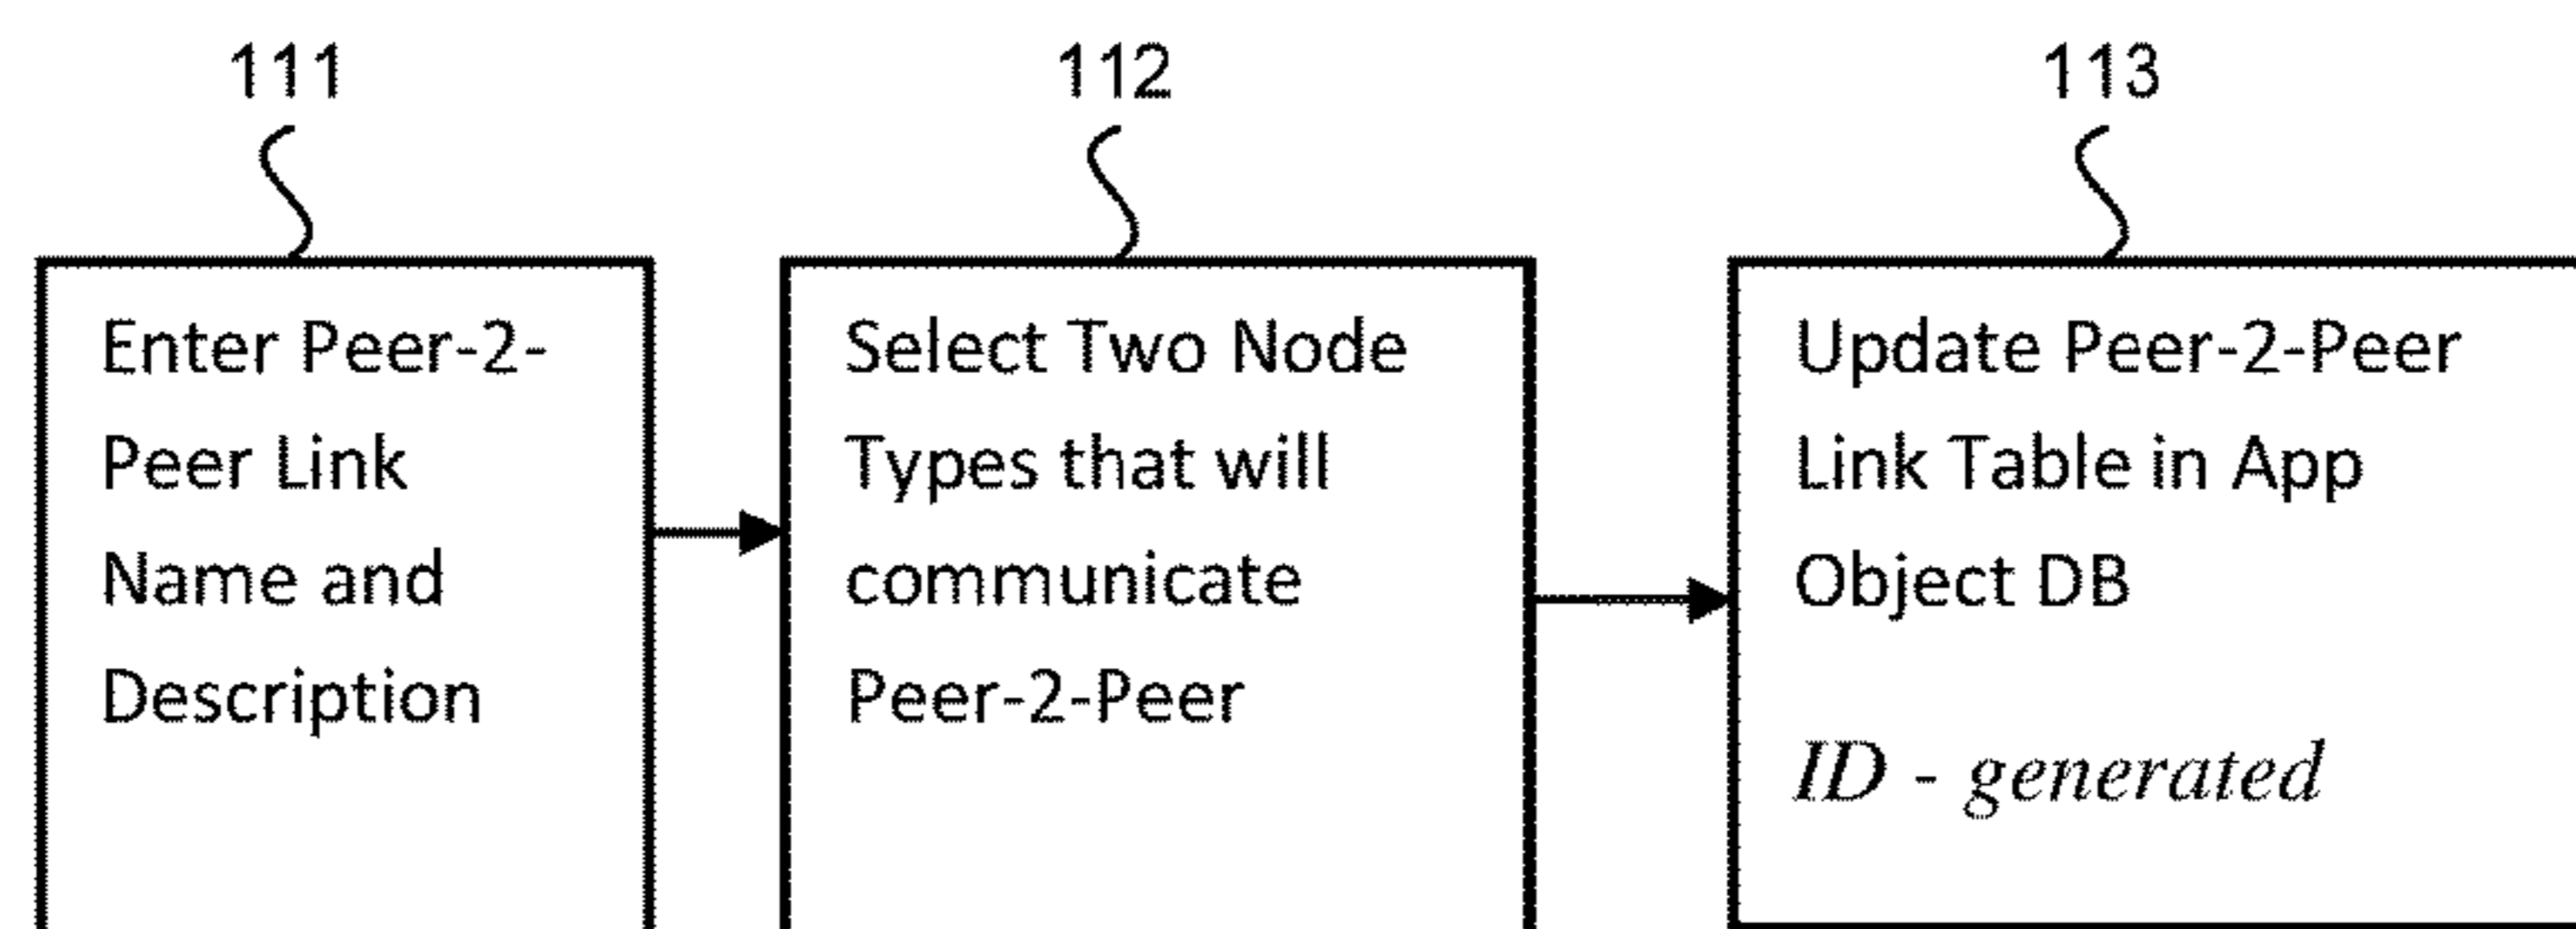 111
112
113
Enter Peer-2-
Peer Link
Name and
Description
Select Two Node
Types that will
communicate
Peer-2-Peer
Update Peer-2-Peer
Link Table in App
Object DB
ID - generated